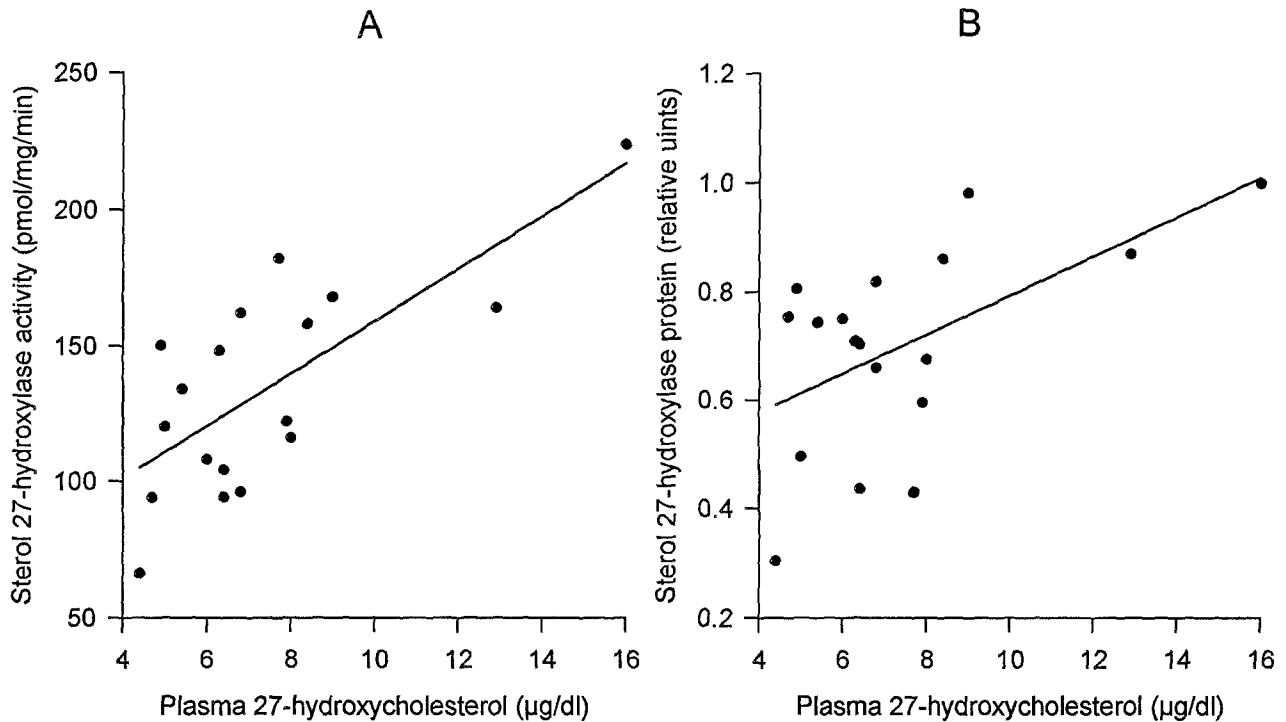 A
Sterol 27-hydroxylase activity (pmol/mg/min)
250
200
150
100
50
4 6 8 10 12 14 16
Plasma 27-hydroxycholesterol (µg/dl)
B
Sterol 27-hydroxylase protein (relative uints)
1.2
1.0
0.8
0.6
0.4
0.2
4 6 8 10 12 14 16
Plasma 27-hydroxycholesterol (µg/dl)